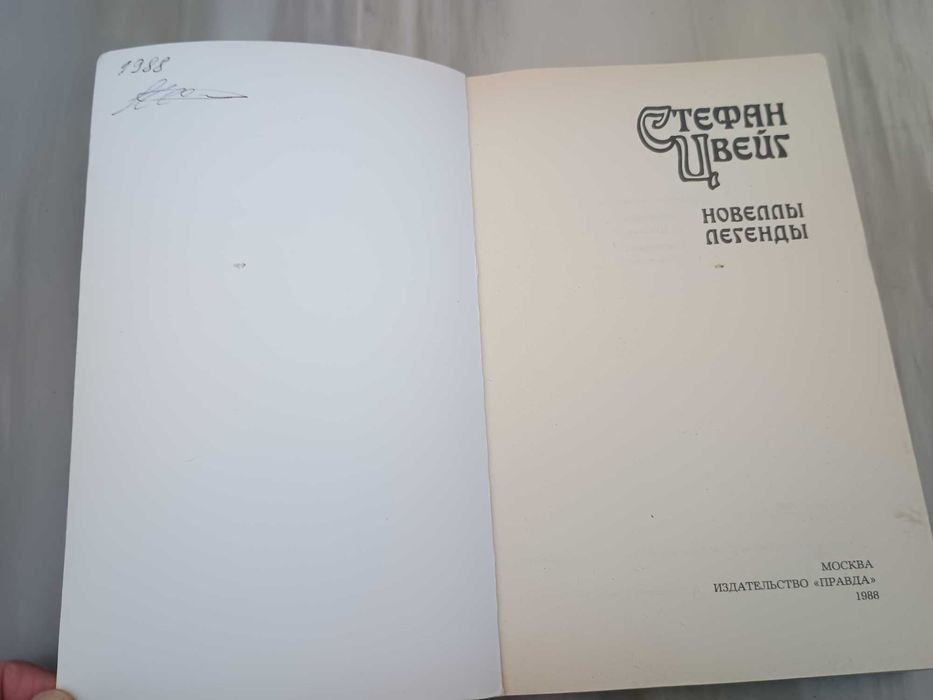 1988
СТЕФАН
ЦВЕЙГ
НОВЕЛЛЫ
ЛЕГЕНДЫ
МОСКВА
ИЗДАТЕЛЬСТВО «ПРАВДА»
1988